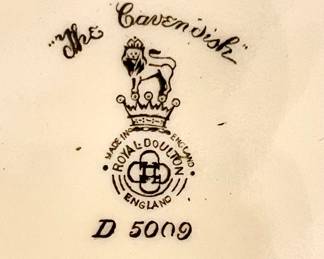 "The Cavendish"
MADE IN ENGLAND
ROYAL·DOULTON
ENGLAND
D 5009